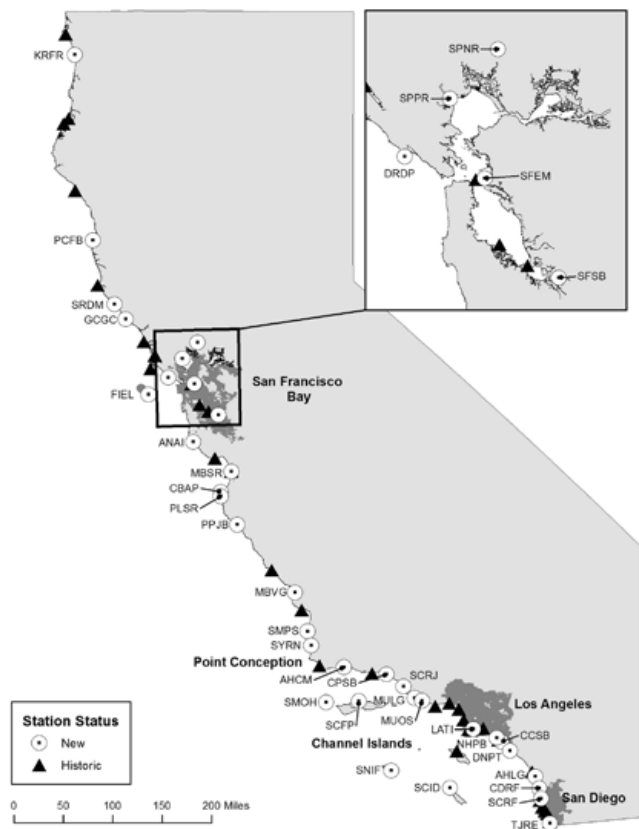 KRFR
SPNR
SPPR
DRDP
SFEM
SFSB
PCFB
SRDM
GCGC
San Francisco
Bay
FIEL
ANAI
MBSR
CBAP
PLSR
PPJB
MBVG
SMPS
SYRN
Point Conception
AHCM
CPSB
SCRJ
SMOH
MULG
Los Angeles
SCFP
MUOS
LATI
CCSB
Channel Islands
NHPB
DNPT
SNIF
AHLG
SCID
CDRF
SCRF
San Diego
TJRE
Station Status
New
Historic
0 50 100 150 200 Miles